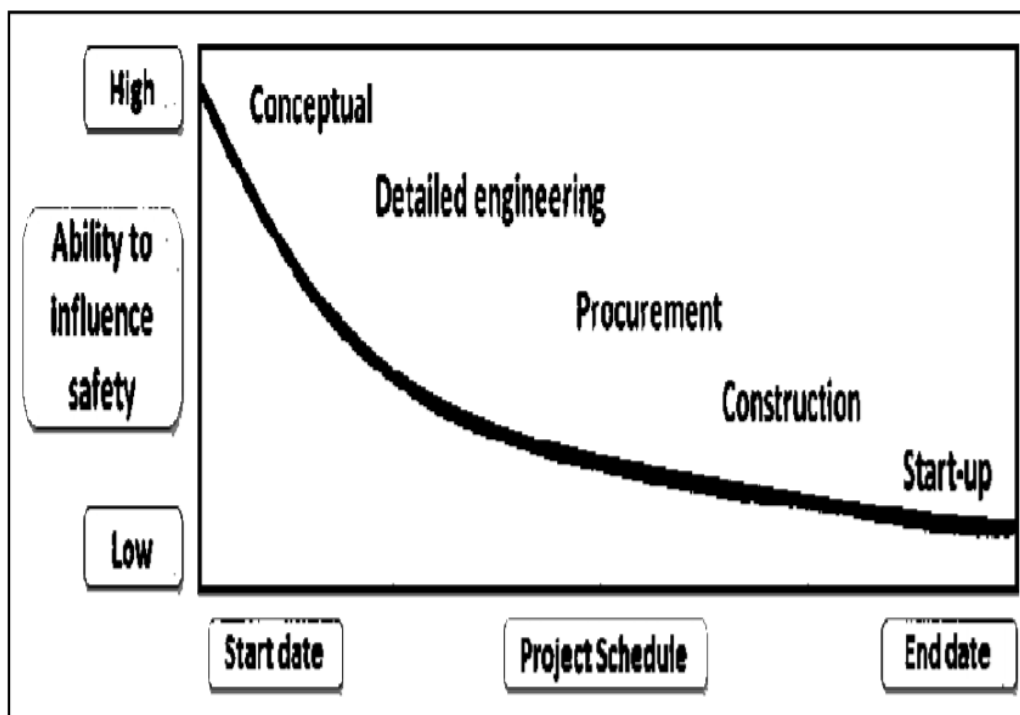 High
Conceptual
Detailed engineering
Ability to
influence
safety
Procurement
Construction
Start-up
Low
Start date
Project Schedule
End date